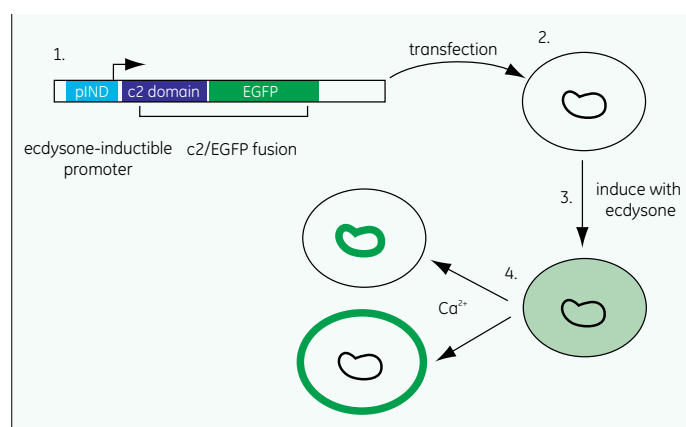 1.
pIND
c2 domain
EGFP
ecdysone-inductible
promoter
c2/EGFP fusion
transfection
2.
3.
induce with
ecdysone
4.
Ca²⁺